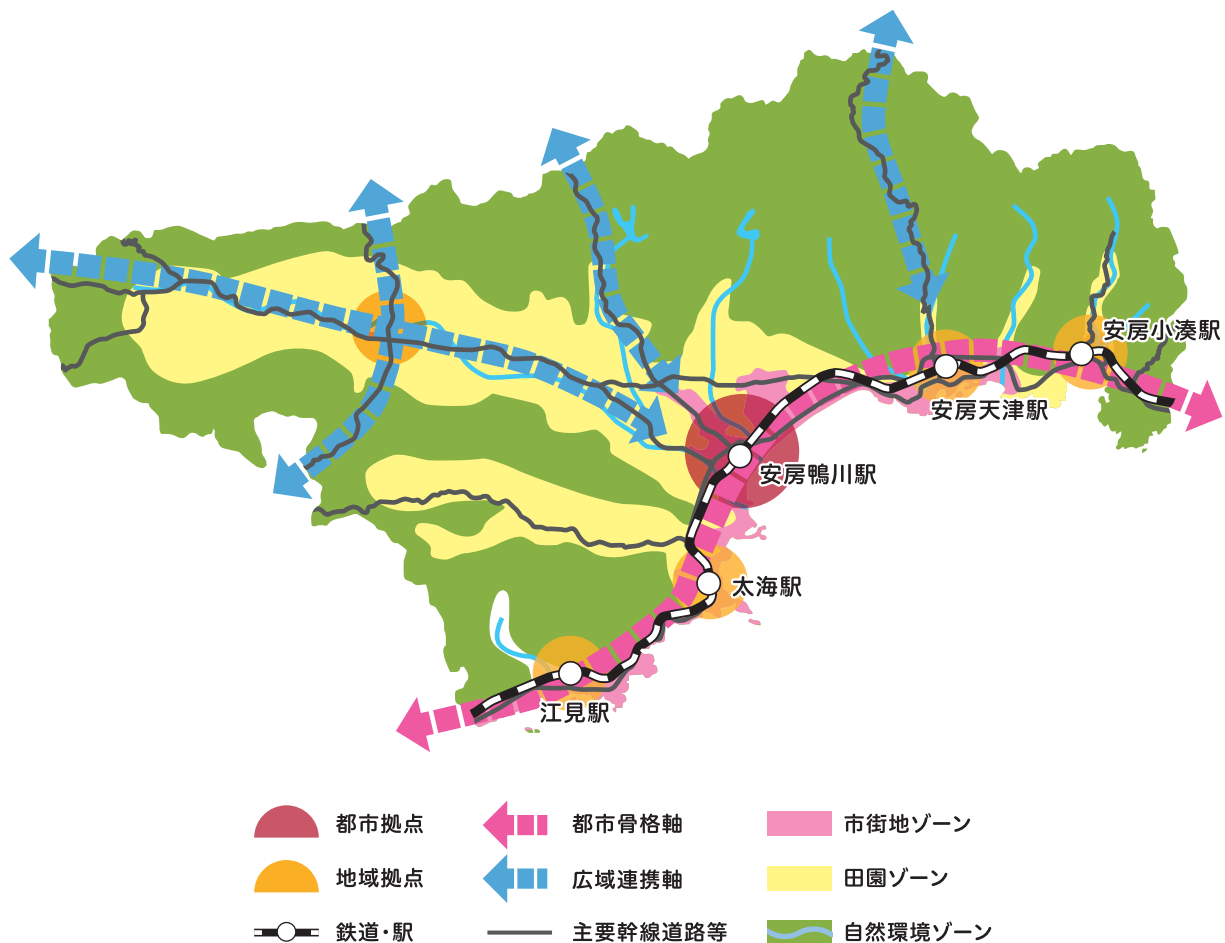 安房小湊駅
安房天津駅
安房鴨川駅
太海駅
江見駅
都市拠点
都市骨格軸
市街地ゾーン
地域拠点
広域連携軸
田園ゾーン
鉄道・駅
主要幹線道路等
自然環境ゾーン